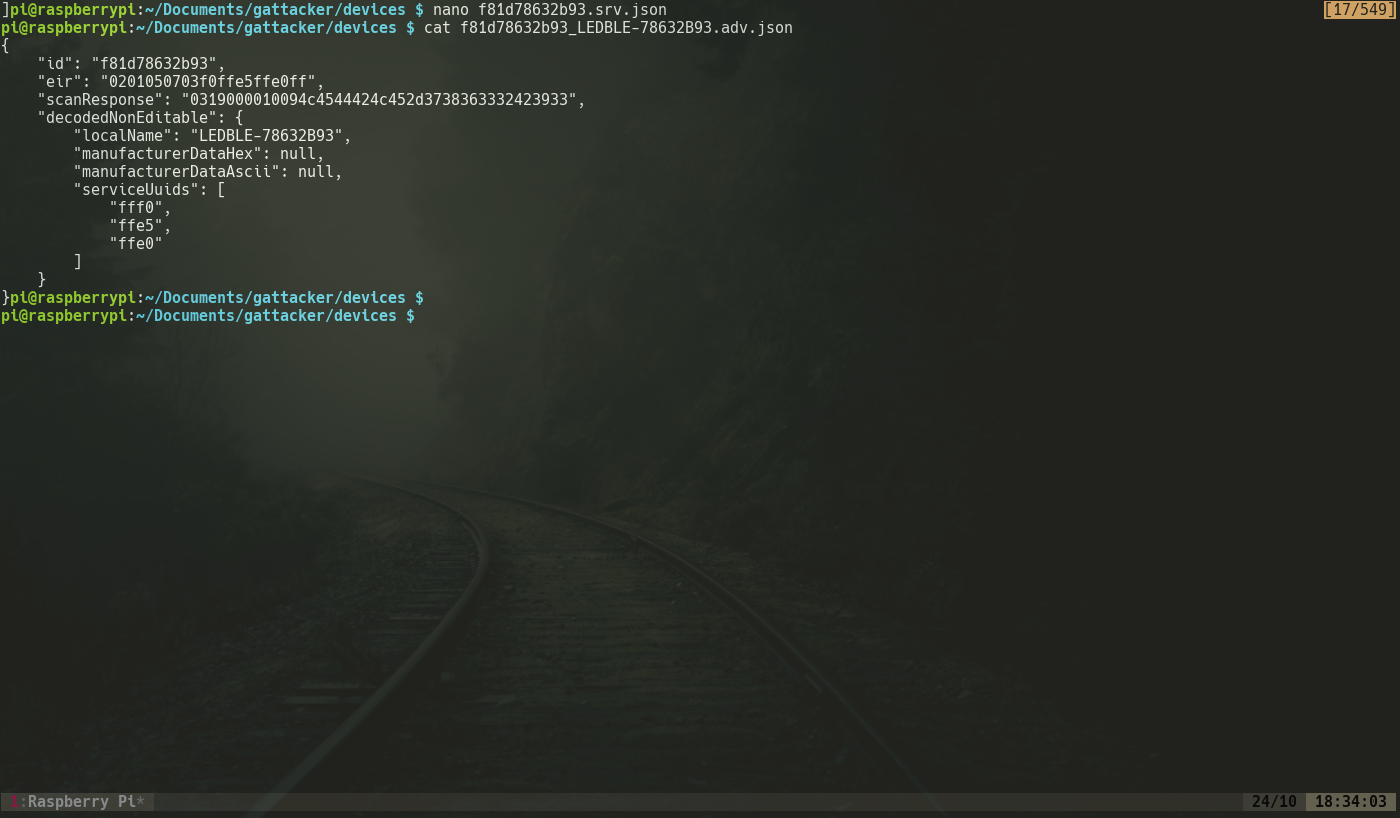 ]pi@raspberrypi:~/Documents/gattacker/devices $ nano f81d78632b93.srv.json [17/549]
pi@raspberrypi:~/Documents/gattacker/devices $ cat f81d78632b93_LEDBLE-78632B93.adv.json
{
    "id": "f81d78632b93",
    "eir": "0201050703f0ffe5ffe0ff",
    "scanResponse": "0319000010094c4544424c452d3738363332423933",
    "decodedNonEditable": {
        "localName": "LEDBLE-78632B93",
        "manufacturerDataHex": null,
        "manufacturerDataAscii": null,
        "serviceUuids": [
            "fff0",
            "ffe5",
            "ffe0"
        ]
    }
}pi@raspberrypi:~/Documents/gattacker/devices $
pi@raspberrypi:~/Documents/gattacker/devices $
1:Raspberry Pi* 24/10 18:34:03